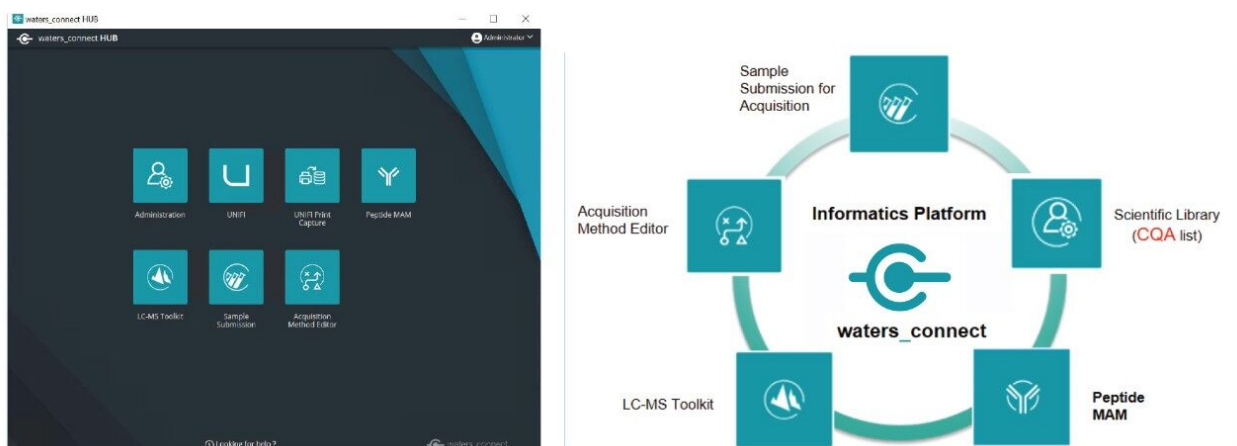 waters_connect HUB
waters_connect HUB
Administrator
Administration
UNIFI
UNIFI Print
Capture
Peptide MAM
LC-MS Toolkit
Sample
Submission
Acquisition
Method Editor
Looking for help?
waters_connect
Sample
Submission for
Acquisition
Acquisition
Method Editor
Informatics Platform
waters_connect
Scientific Library
(CQA list)
LC-MS Toolkit
Peptide
MAM